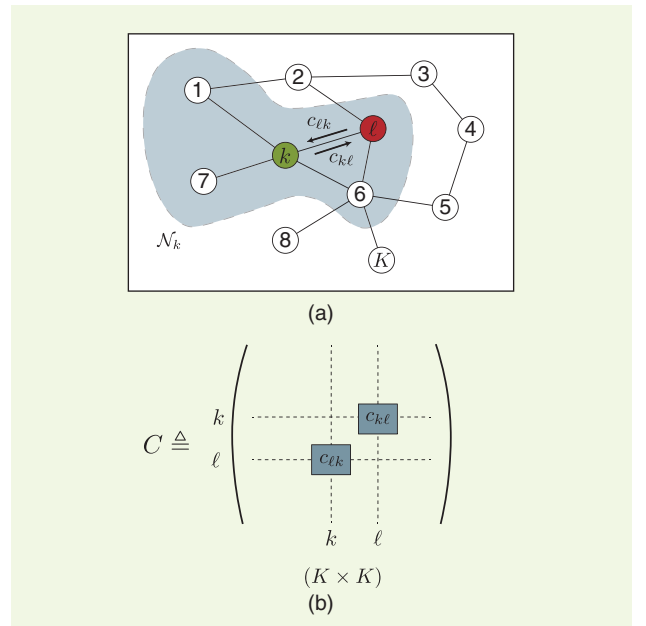 1
2
3
c_{ℓk}
ℓ
4
k
c_{kℓ}
7
6
5
𝒩_k
8
K
(a)
k
c_{kℓ}
C ≜
ℓ
c_{ℓk}
k ℓ
(K × K)
(b)